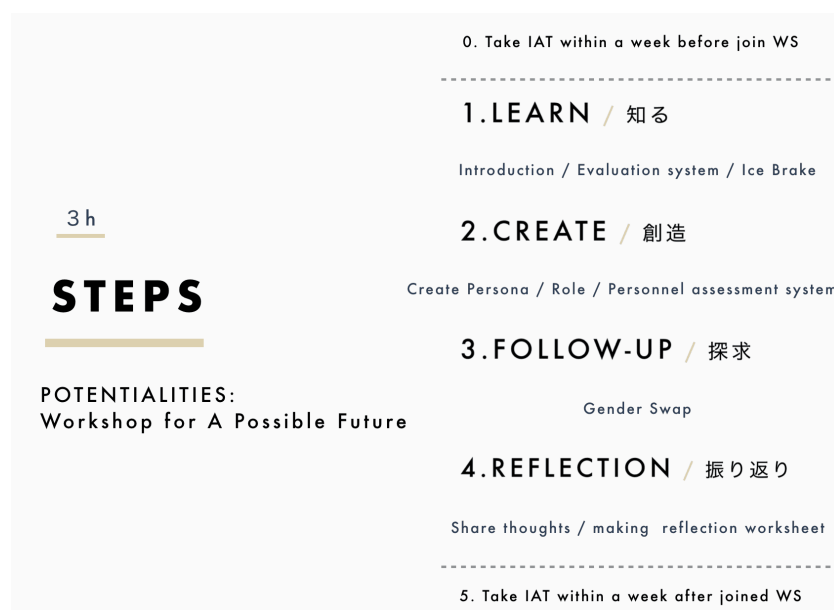 3h
STEPS
POTENTIALITIES:
Workshop for A Possible Future
0. Take IAT within a week before join WS
1.LEARN / 知る
Introduction / Evaluation system / Ice Brake
2.CREATE / 創造
Create Persona / Role / Personnel assessment system
3.FOLLOW-UP / 探求
Gender Swap
4.REFLECTION / 振り返り
Share thoughts / making reflection worksheet
5. Take IAT within a week after joined WS